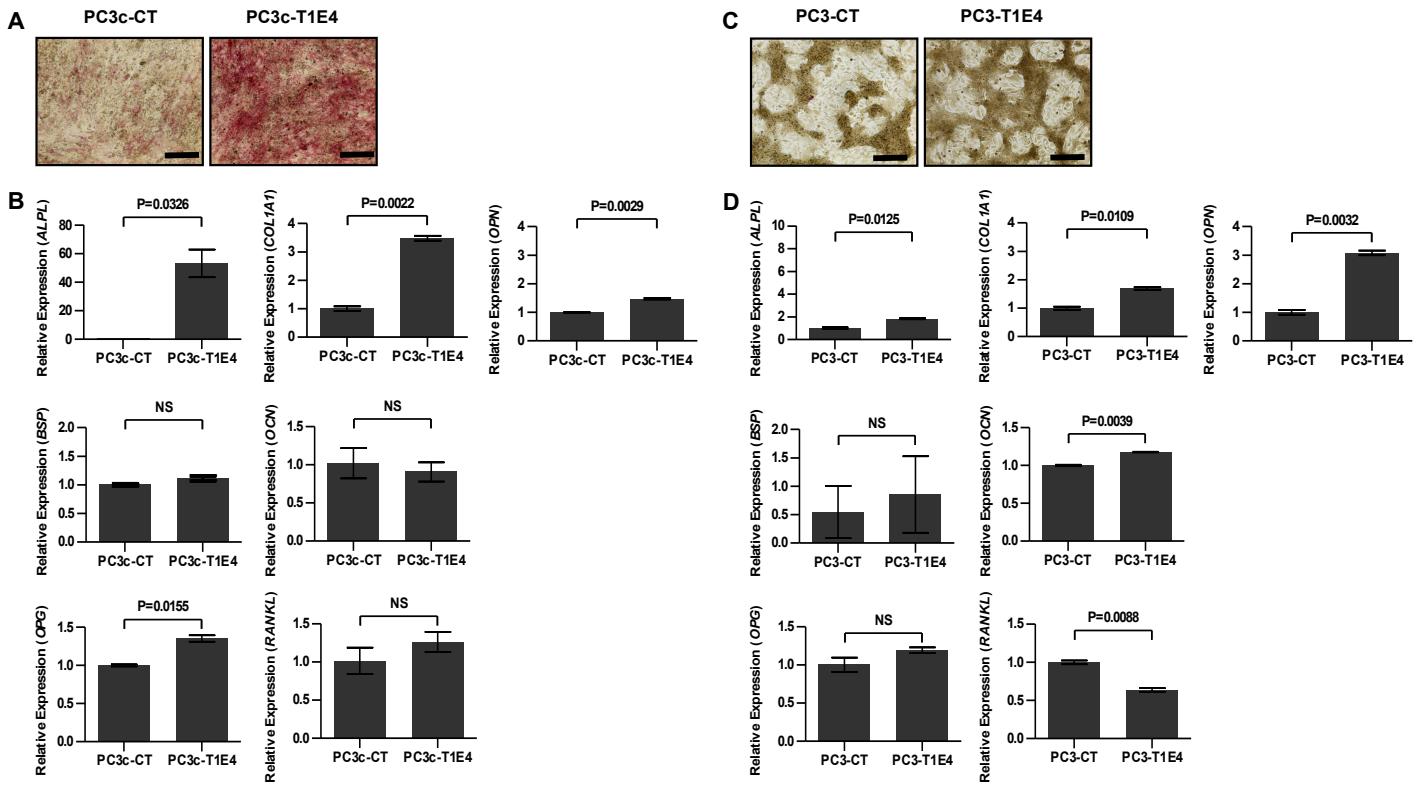 A
PC3c-CT
PC3c-T1E4
B
Relative Expression (ALPL)
80
60
40
20
0
P=0.0326
PC3c-CT
PC3c-T1E4
Relative Expression (COL1A1)
4
3
2
1
0
P=0.0022
PC3c-CT
PC3c-T1E4
Relative Expression (OPN)
4
3
2
1
0
P=0.0029
PC3c-CT
PC3c-T1E4
Relative Expression (BSP)
2.0
1.5
1.0
0.5
0.0
NS
PC3c-CT
PC3c-T1E4
Relative Expression (OCN)
1.5
1.0
0.5
0.0
NS
PC3c-CT
PC3c-T1E4
Relative Expression (OPG)
1.5
1.0
0.5
0.0
P=0.0155
PC3c-CT
PC3c-T1E4
Relative Expression (RANKL)
1.5
1.0
0.5
0.0
NS
PC3c-CT
PC3c-T1E4
C
PC3-CT
PC3-T1E4
D
Relative Expression (ALPL)
10
8
6
4
2
0
P=0.0125
PC3-CT
PC3-T1E4
Relative Expression (COL1A1)
4
3
2
1
0
P=0.0109
PC3-CT
PC3-T1E4
Relative Expression (OPN)
4
3
2
1
0
P=0.0032
PC3-CT
PC3-T1E4
Relative Expression (BSP)
2.0
1.5
1.0
0.5
0.0
NS
PC3-CT
PC3-T1E4
Relative Expression (OCN)
1.5
1.0
0.5
0.0
P=0.0039
PC3-CT
PC3-T1E4
Relative Expression (OPG)
1.5
1.0
0.5
0.0
NS
PC3-CT
PC3-T1E4
Relative Expression (RANKL)
1.5
1.0
0.5
0.0
P=0.0088
PC3-CT
PC3-T1E4